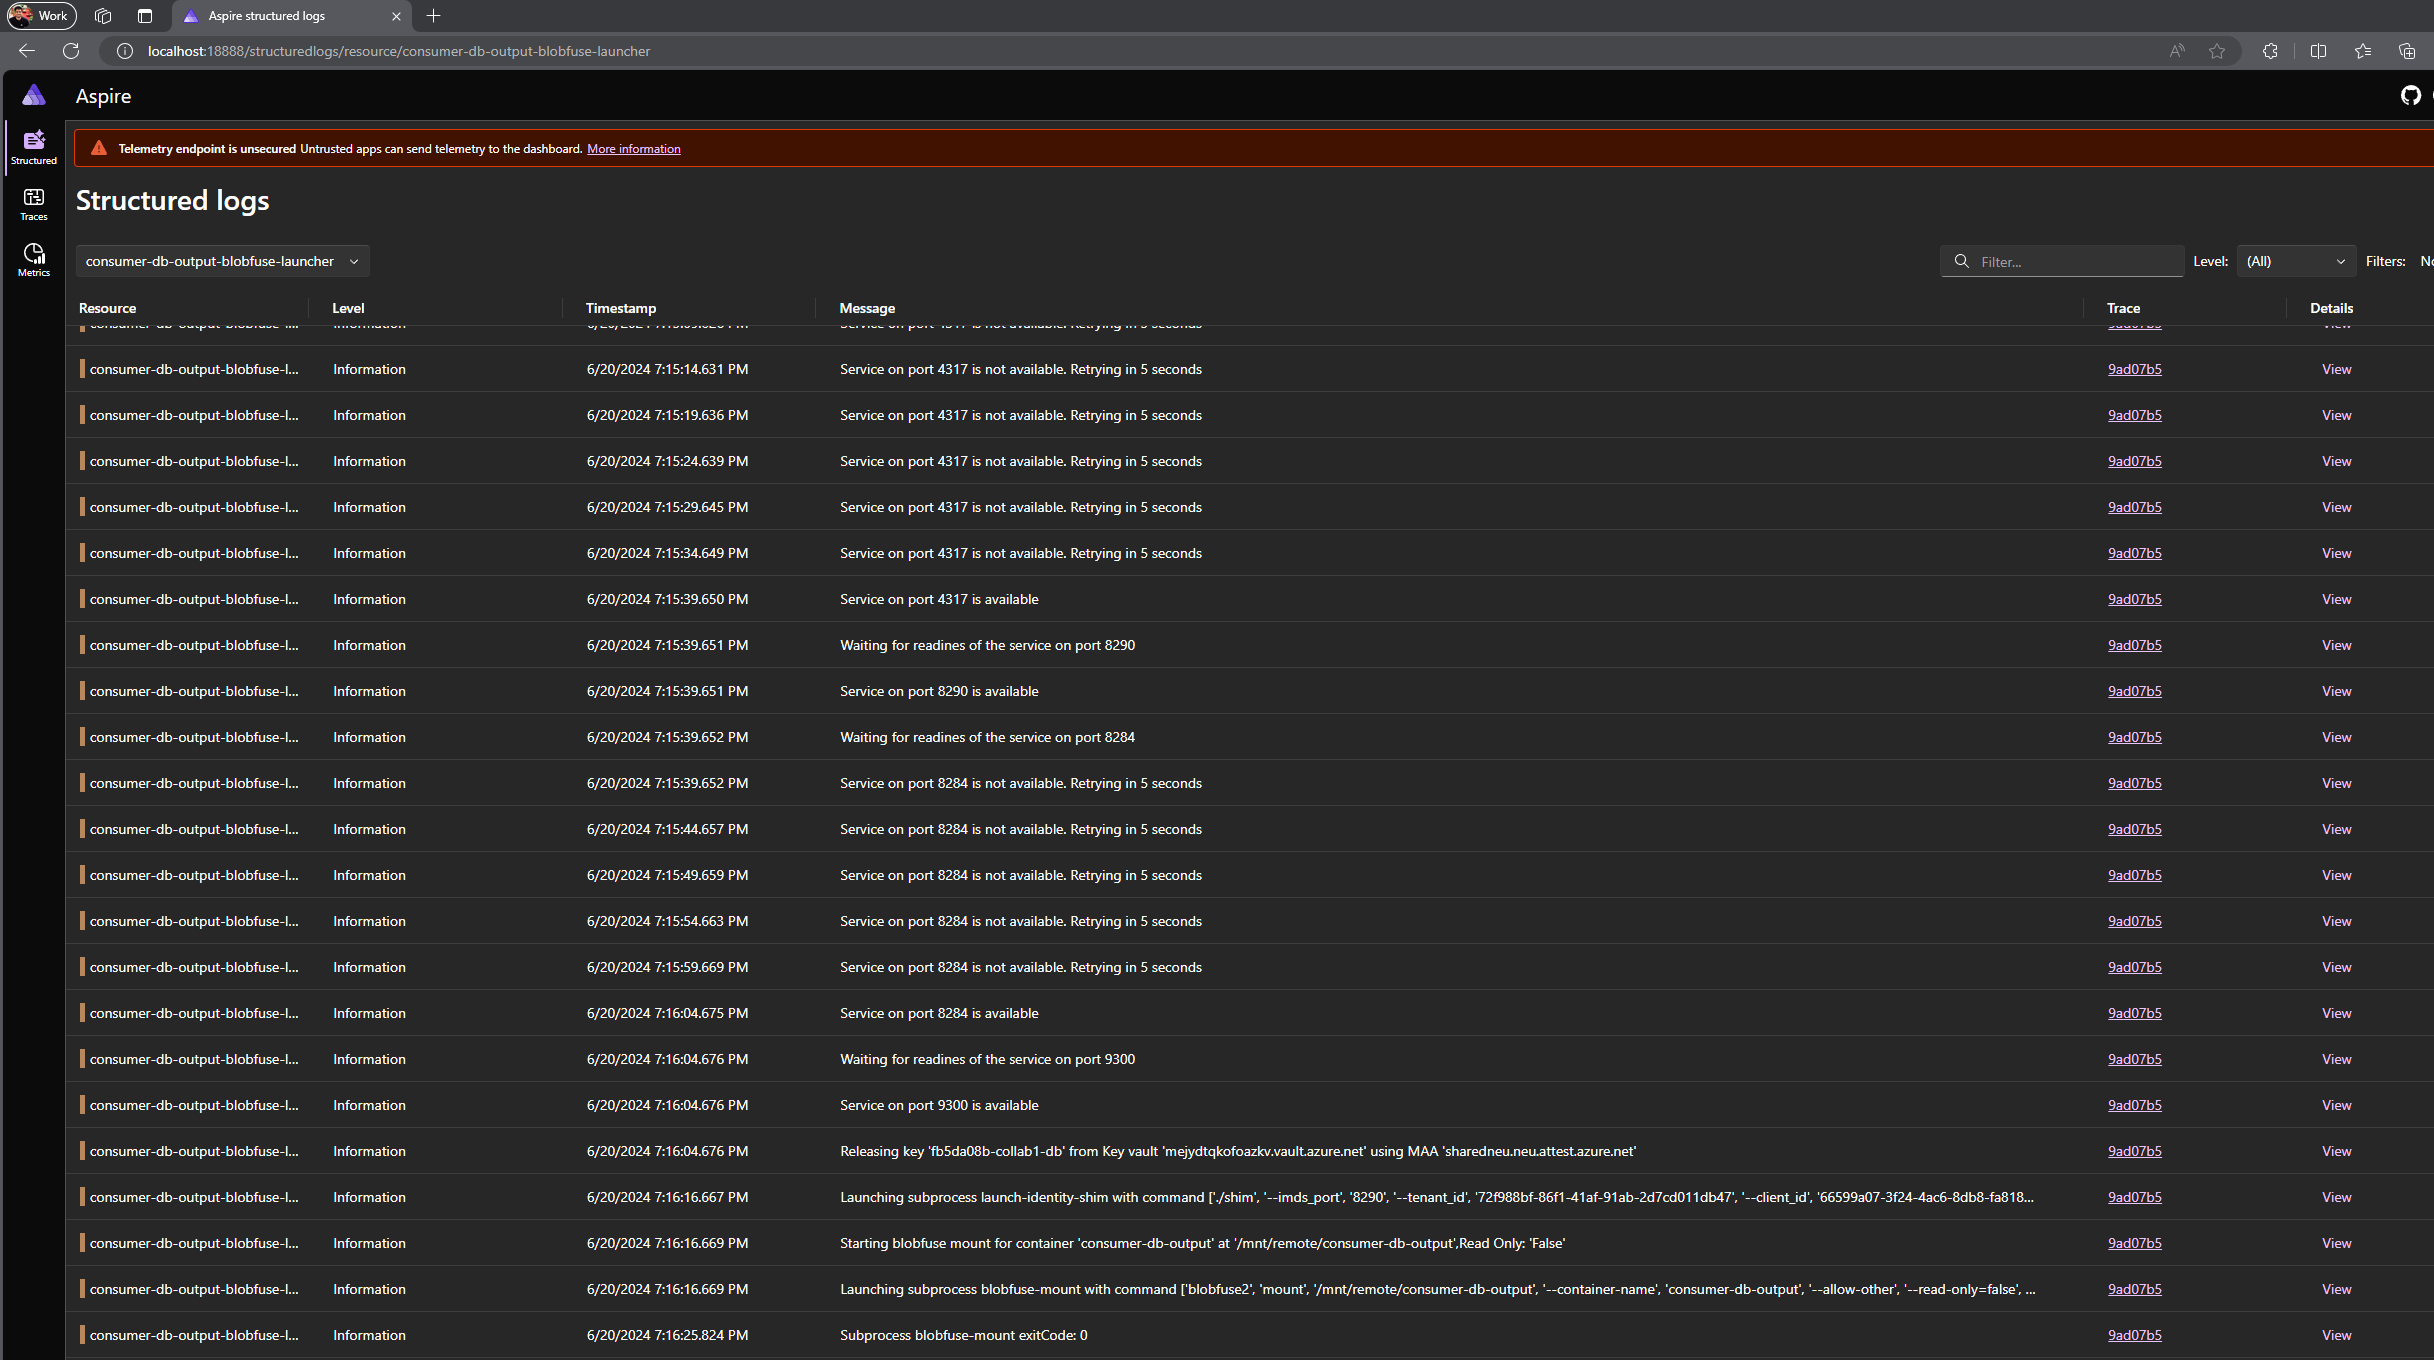 Work
Aspire structured logs
localhost:18888/structuredlogs/resource/consumer-db-output-blobfuse-launcher
Aspire
Structured
Traces
Metrics
Telemetry endpoint is unsecured Untrusted apps can send telemetry to the dashboard. More information
Structured logs
consumer-db-output-blobfuse-launcher
Filter...
Level: (All) Filters:
Resource Level Timestamp Message Trace Details
consumer-db-output-blobfuse-l... Information 6/20/2024 7:15:14.631 PM Service on port 4317 is not available. Retrying in 5 seconds 9ad07b5 View
consumer-db-output-blobfuse-l... Information 6/20/2024 7:15:19.636 PM Service on port 4317 is not available. Retrying in 5 seconds 9ad07b5 View
consumer-db-output-blobfuse-l... Information 6/20/2024 7:15:24.639 PM Service on port 4317 is not available. Retrying in 5 seconds 9ad07b5 View
consumer-db-output-blobfuse-l... Information 6/20/2024 7:15:29.645 PM Service on port 4317 is not available. Retrying in 5 seconds 9ad07b5 View
consumer-db-output-blobfuse-l... Information 6/20/2024 7:15:34.649 PM Service on port 4317 is not available. Retrying in 5 seconds 9ad07b5 View
consumer-db-output-blobfuse-l... Information 6/20/2024 7:15:39.650 PM Service on port 4317 is available 9ad07b5 View
consumer-db-output-blobfuse-l... Information 6/20/2024 7:15:39.651 PM Waiting for readines of the service on port 8290 9ad07b5 View
consumer-db-output-blobfuse-l... Information 6/20/2024 7:15:39.651 PM Service on port 8290 is available 9ad07b5 View
consumer-db-output-blobfuse-l... Information 6/20/2024 7:15:39.652 PM Waiting for readines of the service on port 8284 9ad07b5 View
consumer-db-output-blobfuse-l... Information 6/20/2024 7:15:39.652 PM Service on port 8284 is not available. Retrying in 5 seconds 9ad07b5 View
consumer-db-output-blobfuse-l... Information 6/20/2024 7:15:44.657 PM Service on port 8284 is not available. Retrying in 5 seconds 9ad07b5 View
consumer-db-output-blobfuse-l... Information 6/20/2024 7:15:49.659 PM Service on port 8284 is not available. Retrying in 5 seconds 9ad07b5 View
consumer-db-output-blobfuse-l... Information 6/20/2024 7:15:54.663 PM Service on port 8284 is not available. Retrying in 5 seconds 9ad07b5 View
consumer-db-output-blobfuse-l... Information 6/20/2024 7:15:59.669 PM Service on port 8284 is not available. Retrying in 5 seconds 9ad07b5 View
consumer-db-output-blobfuse-l... Information 6/20/2024 7:16:04.675 PM Service on port 8284 is available 9ad07b5 View
consumer-db-output-blobfuse-l... Information 6/20/2024 7:16:04.676 PM Waiting for readines of the service on port 9300 9ad07b5 View
consumer-db-output-blobfuse-l... Information 6/20/2024 7:16:04.676 PM Service on port 9300 is available 9ad07b5 View
consumer-db-output-blobfuse-l... Information 6/20/2024 7:16:04.676 PM Releasing key 'fb5da08b-collab1-db' from Key vault 'mejydtqkofoazkv.vault.azure.net' using MAA 'sharedneu.neu.attest.azure.net' 9ad07b5 View
consumer-db-output-blobfuse-l... Information 6/20/2024 7:16:16.667 PM Launching subprocess launch-identity-shim with command ['./shim', '--imds_port', '8290', '--tenant_id', '72f988bf-86f1-41af-91ab-2d7cd011db47', '--client_id', '66599a07-3f24-4ac6-8db8-fa818... 9ad07b5 View
consumer-db-output-blobfuse-l... Information 6/20/2024 7:16:16.669 PM Starting blobfuse mount for container 'consumer-db-output' at '/mnt/remote/consumer-db-output',Read Only: 'False' 9ad07b5 View
consumer-db-output-blobfuse-l... Information 6/20/2024 7:16:16.669 PM Launching subprocess blobfuse-mount with command ['blobfuse2', 'mount', '/mnt/remote/consumer-db-output', '--container-name', 'consumer-db-output', '--allow-other', '--read-only=false', ... 9ad07b5 View
consumer-db-output-blobfuse-l... Information 6/20/2024 7:16:25.824 PM Subprocess blobfuse-mount exitCode: 0 9ad07b5 View